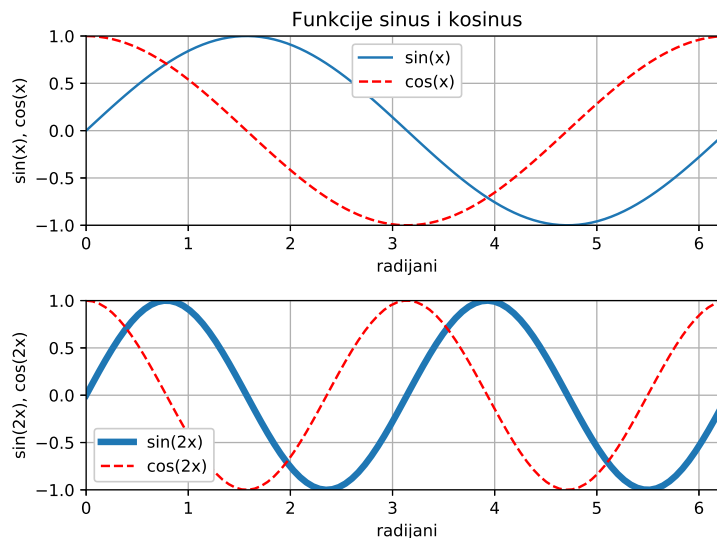 Funkcije sinus i kosinus
1.0
0.5
0.0
−0.5
−1.0
sin(x), cos(x)
sin(x)
cos(x)
0 1 2 3 4 5 6
radijani
1.0
0.5
0.0
−0.5
−1.0
sin(2x), cos(2x)
sin(2x)
cos(2x)
0 1 2 3 4 5 6
radijani